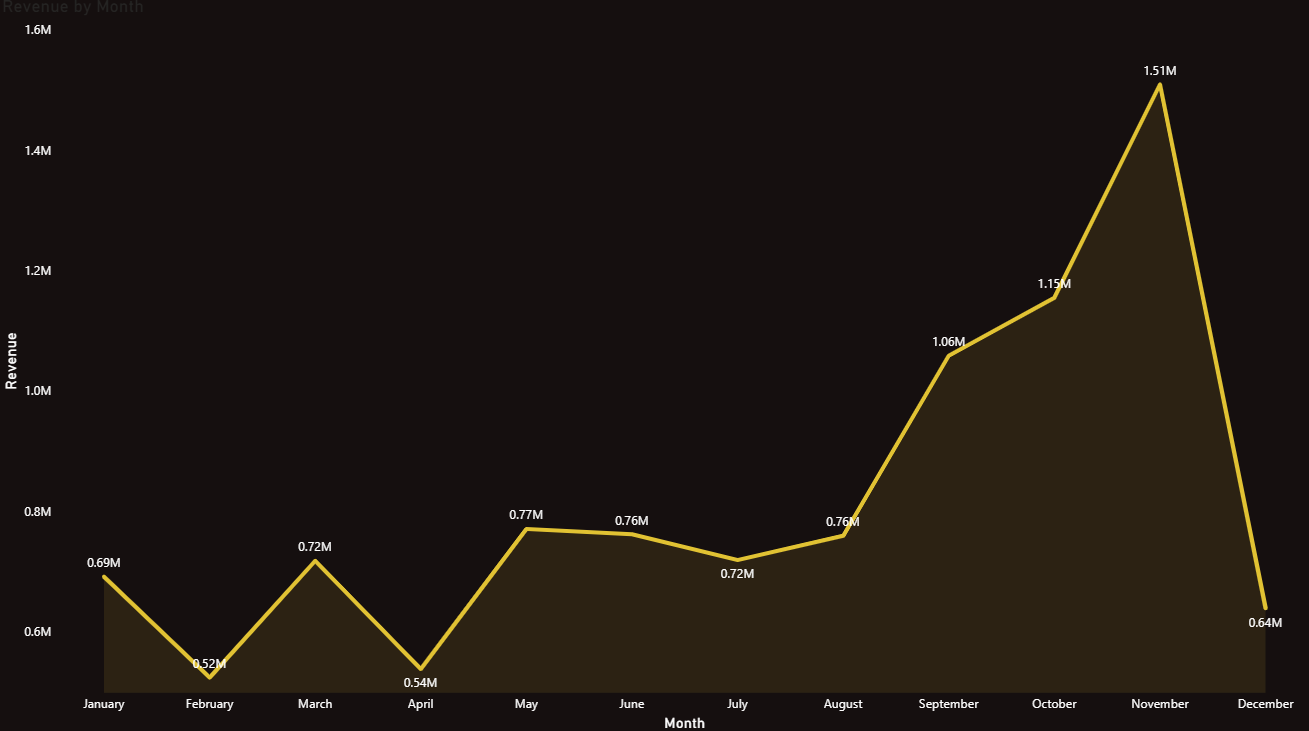 Revenue by Month
1.6M
1.4M
1.2M
1.0M
0.8M
0.6M
Revenue
0.69M
0.52M
0.72M
0.54M
0.77M
0.76M
0.72M
0.76M
1.06M
1.15M
1.51M
0.64M
January February March April May June July August September October November December
Month